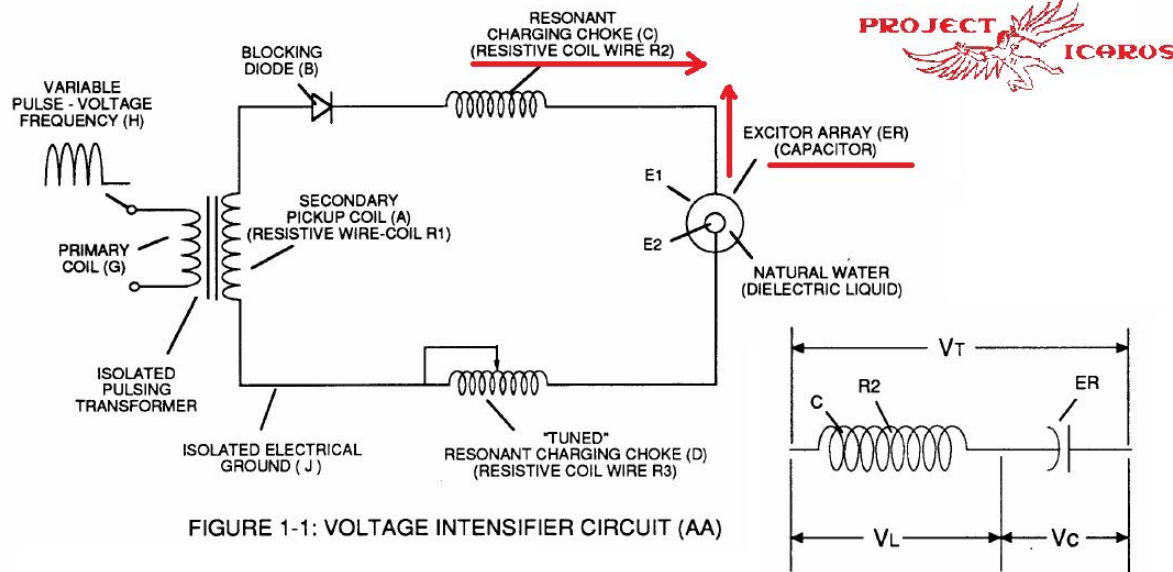 RESONANT
CHARGING CHOKE (C)
(RESISTIVE COIL WIRE R2)
PROJECT
ICAROS
BLOCKING
DIODE (B)
VARIABLE
PULSE - VOLTAGE
FREQUENCY (H)
EXCITOR ARRAY (ER)
(CAPACITOR)
E1
SECONDARY
PICKUP COIL (A)
(RESISTIVE WIRE-COIL R1)
E2
PRIMARY
COIL (G)
NATURAL WATER
(DIELECTRIC LIQUID)
ISOLATED
PULSING
TRANSFORMER
ISOLATED ELECTRICAL
GROUND ( J )
"TUNED"
RESONANT CHARGING CHOKE (D)
(RESISTIVE COIL WIRE R3)
VT
C
R2
ER
VL
VC
FIGURE 1-1: VOLTAGE INTENSIFIER CIRCUIT (AA)